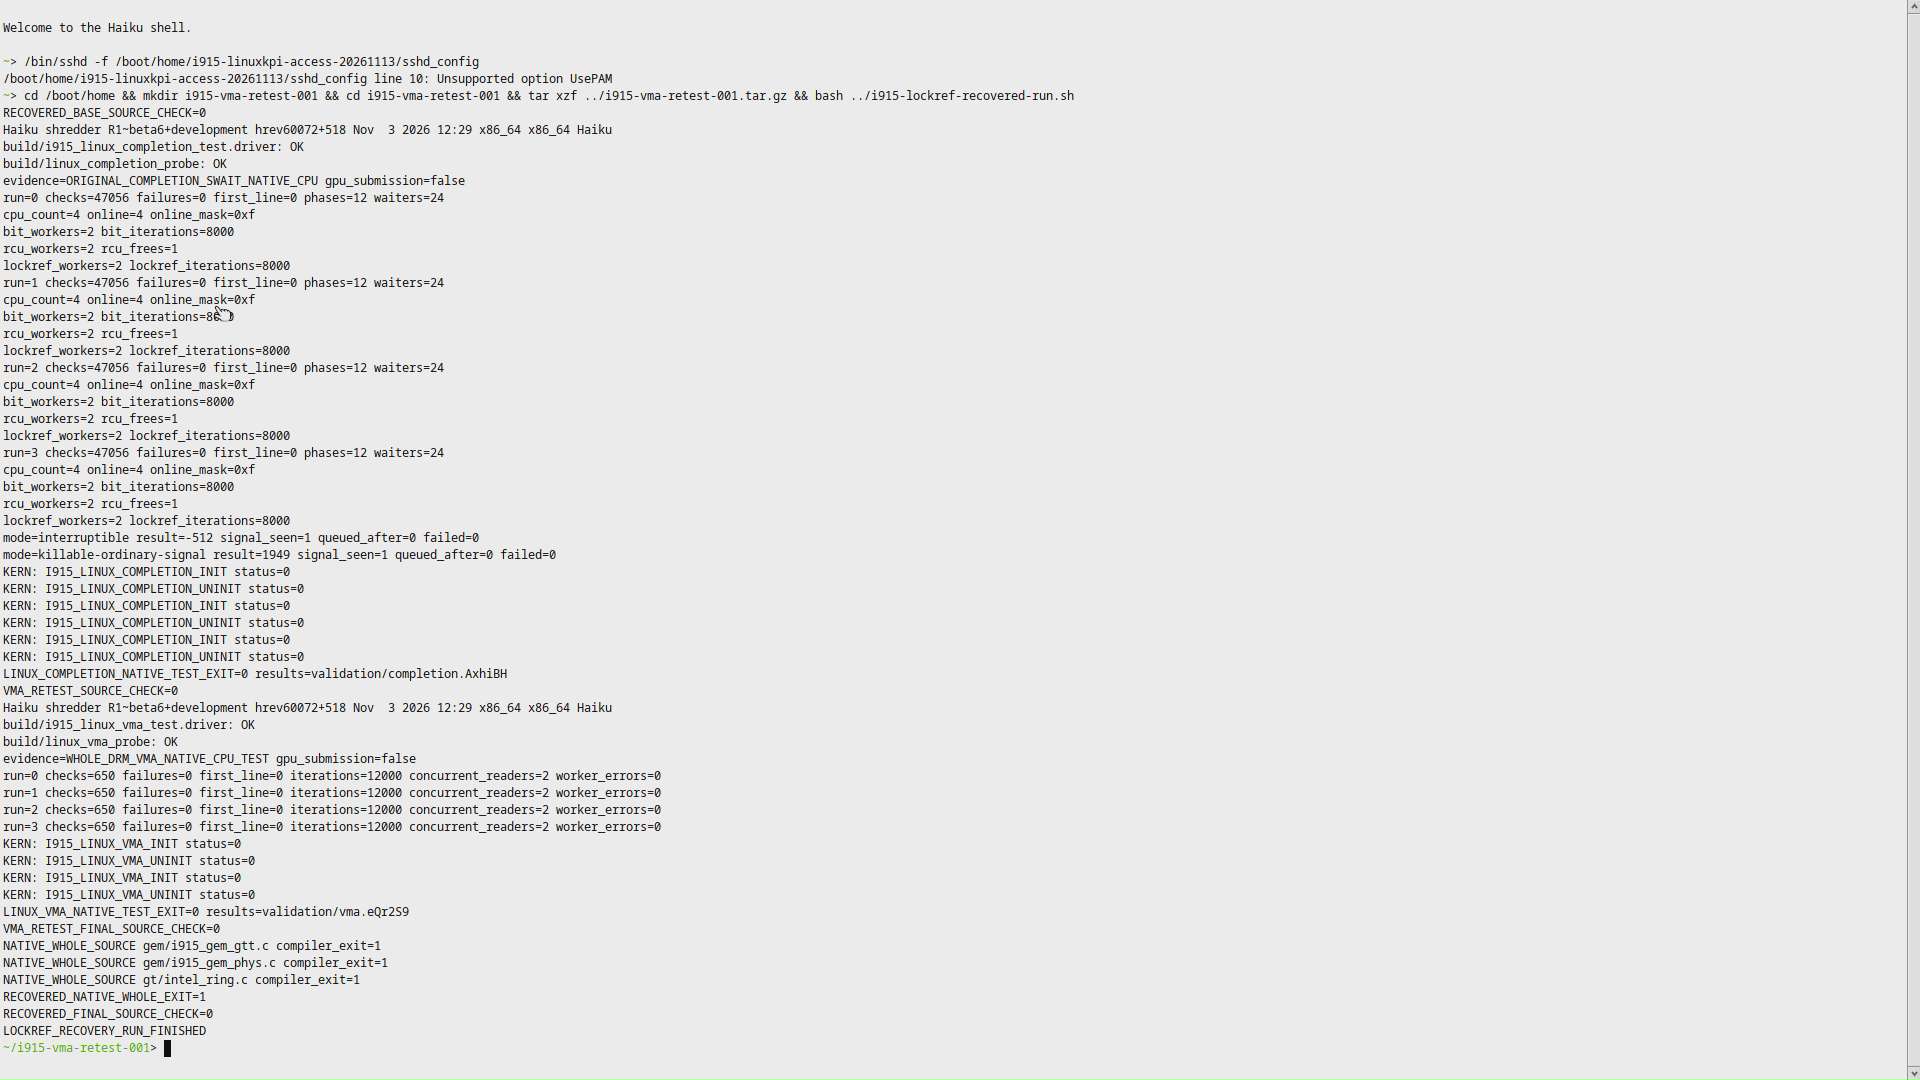 Welcome to the Haiku shell.
~> /bin/sshd -f /boot/home/i915-linuxkpi-access-20261113/sshd_config
/boot/home/i915-linuxkpi-access-20261113/sshd_config line 10: Unsupported option UsePAM
~> cd /boot/home && mkdir i915-vma-retest-001 && cd i915-vma-retest-001 && tar xzf ../i915-vma-retest-001.tar.gz && bash ../i915-lockref-recovered-run.sh
RECOVERED_BASE_SOURCE_CHECK=0
Haiku shredder R1~beta6+development hrev60072+518 Nov  3 2026 12:29 x86_64 x86_64 Haiku
build/i915_linux_completion_test.driver: OK
build/linux_completion_probe: OK
evidence=ORIGINAL_COMPLETION_SWAIT_NATIVE_CPU gpu_submission=false
run=0 checks=47056 failures=0 first_line=0 phases=12 waiters=24
cpu_count=4 online=4 online_mask=0xf
bit_workers=2 bit_iterations=8000
rcu_workers=2 rcu_frees=1
lockref_workers=2 lockref_iterations=8000
run=1 checks=47056 failures=0 first_line=0 phases=12 waiters=24
cpu_count=4 online=4 online_mask=0xf
bit_workers=2
rcu_workers=2 rcu_frees=1
lockref_workers=2 lockref_iterations=8000
run=2 checks=47056 failures=0 first_line=0 phases=12 waiters=24
cpu_count=4 online=4 online_mask=0xf
bit_workers=2 bit_iterations=8000
rcu_workers=2 rcu_frees=1
lockref_workers=2 lockref_iterations=8000
run=3 checks=47056 failures=0 first_line=0 phases=12 waiters=24
cpu_count=4 online=4 online_mask=0xf
bit_workers=2 bit_iterations=8000
rcu_workers=2 rcu_frees=1
lockref_workers=2 lockref_iterations=8000
mode=interruptible result=-512 signal_seen=1 queued_after=0 failed=0
mode=killable-ordinary-signal result=1949 signal_seen=1 queued_after=0 failed=0
KERN: I915_LINUX_COMPLETION_INIT status=0
KERN: I915_LINUX_COMPLETION_UNINIT status=0
KERN: I915_LINUX_COMPLETION_INIT status=0
KERN: I915_LINUX_COMPLETION_UNINIT status=0
KERN: I915_LINUX_COMPLETION_INIT status=0
KERN: I915_LINUX_COMPLETION_UNINIT status=0
LINUX_COMPLETION_NATIVE_TEST_EXIT=0 results=validation/completion.AxhiBH
VMA_RETEST_SOURCE_CHECK=0
Haiku shredder R1~beta6+development hrev60072+518 Nov  3 2026 12:29 x86_64 x86_64 Haiku
build/i915_linux_vma_test.driver: OK
build/linux_vma_probe: OK
evidence=WHOLE_DRM_VMA_NATIVE_CPU_TEST gpu_submission=false
run=0 checks=650 failures=0 first_line=0 iterations=12000 concurrent_readers=2 worker_errors=0
run=1 checks=650 failures=0 first_line=0 iterations=12000 concurrent_readers=2 worker_errors=0
run=2 checks=650 failures=0 first_line=0 iterations=12000 concurrent_readers=2 worker_errors=0
run=3 checks=650 failures=0 first_line=0 iterations=12000 concurrent_readers=2 worker_errors=0
KERN: I915_LINUX_VMA_INIT status=0
KERN: I915_LINUX_VMA_UNINIT status=0
KERN: I915_LINUX_VMA_INIT status=0
KERN: I915_LINUX_VMA_UNINIT status=0
LINUX_VMA_NATIVE_TEST_EXIT=0 results=validation/vma.eQr2S9
VMA_RETEST_FINAL_SOURCE_CHECK=0
NATIVE_WHOLE_SOURCE gem/i915_gem_gtt.c compiler_exit=1
NATIVE_WHOLE_SOURCE gem/i915_gem_phys.c compiler_exit=1
NATIVE_WHOLE_SOURCE gt/intel_ring.c compiler_exit=1
RECOVERED_NATIVE_WHOLE_EXIT=1
RECOVERED_FINAL_SOURCE_CHECK=0
LOCKREF_RECOVERY_RUN_FINISHED
~/i915-vma-retest-001>